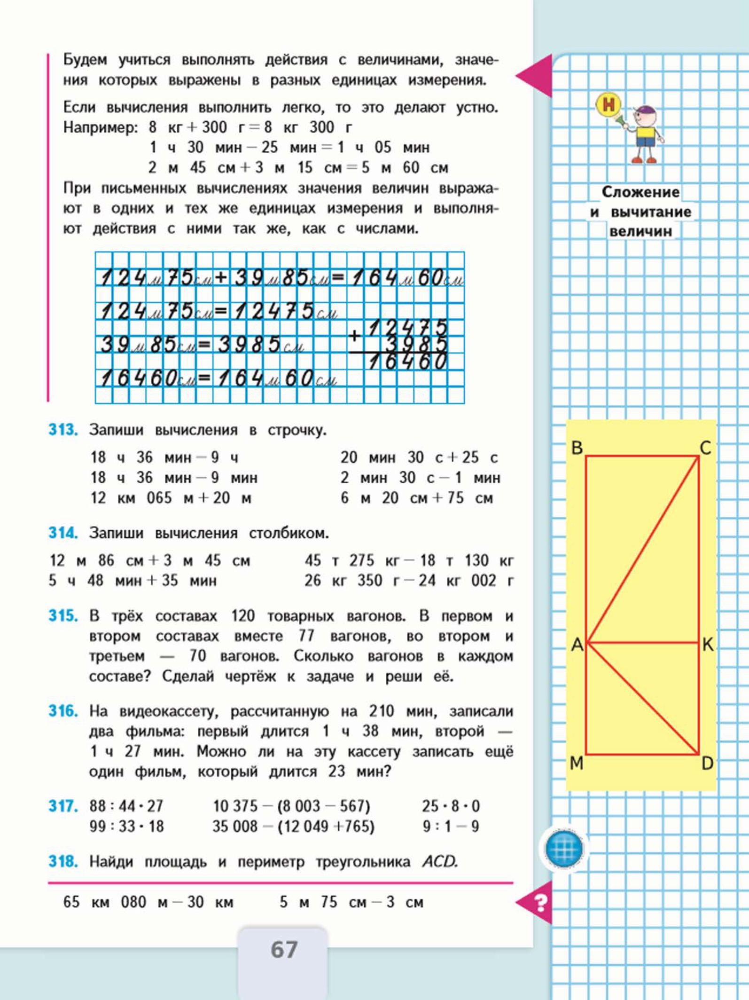 Будем учиться выполнять действия с величинами, значе-
ния которых выражены в разных единицах измерения.
Если вычисления выполнить легко, то это делают устно.
Например: 8 кг + 300 г = 8 кг 300 г
1 ч 30 мин − 25 мин = 1 ч 05 мин
2 м 45 см + 3 м 15 см = 5 м 60 см
При письменных вычислениях значения величин выража-
ют в одних и тех же единицах измерения и выполня-
ют действия с ними так же, как с числами.
124 м 75 см + 39 м 85 см = 164 м 60 см
124 м 75 см = 12475 см
39 м 85 см = 3985 см
16460 см = 164 м 60 см
+ 12475
3985
16460
Н
Сложение
и вычитание
величин
313. Запиши вычисления в строчку.
18 ч 36 мин − 9 ч 20 мин 30 с + 25 с
18 ч 36 мин − 9 мин 2 мин 30 с − 1 мин
12 км 065 м + 20 м 6 м 20 см + 75 см
314. Запиши вычисления столбиком.
12 м 86 см + 3 м 45 см 45 т 275 кг − 18 т 130 кг
5 ч 48 мин + 35 мин 26 кг 350 г − 24 кг 002 г
315. В трёх составах 120 товарных вагонов. В первом и
втором составах вместе 77 вагонов, во втором и
третьем — 70 вагонов. Сколько вагонов в каждом
составе? Сделай чертёж к задаче и реши её.
316. На видеокассету, рассчитанную на 210 мин, записали
два фильма: первый длится 1 ч 38 мин, второй —
1 ч 27 мин. Можно ли на эту кассету записать ещё
один фильм, который длится 23 мин?
317. 88 : 44 · 27 10 375 − (8 003 − 567) 25 · 8 · 0
99 : 33 · 18 35 008 − (12 049 +765) 9 : 1 − 9
318. Найди площадь и периметр треугольника ACD.
65 км 080 м − 30 км 5 м 75 см − 3 см
?
B C
A K
M D
67